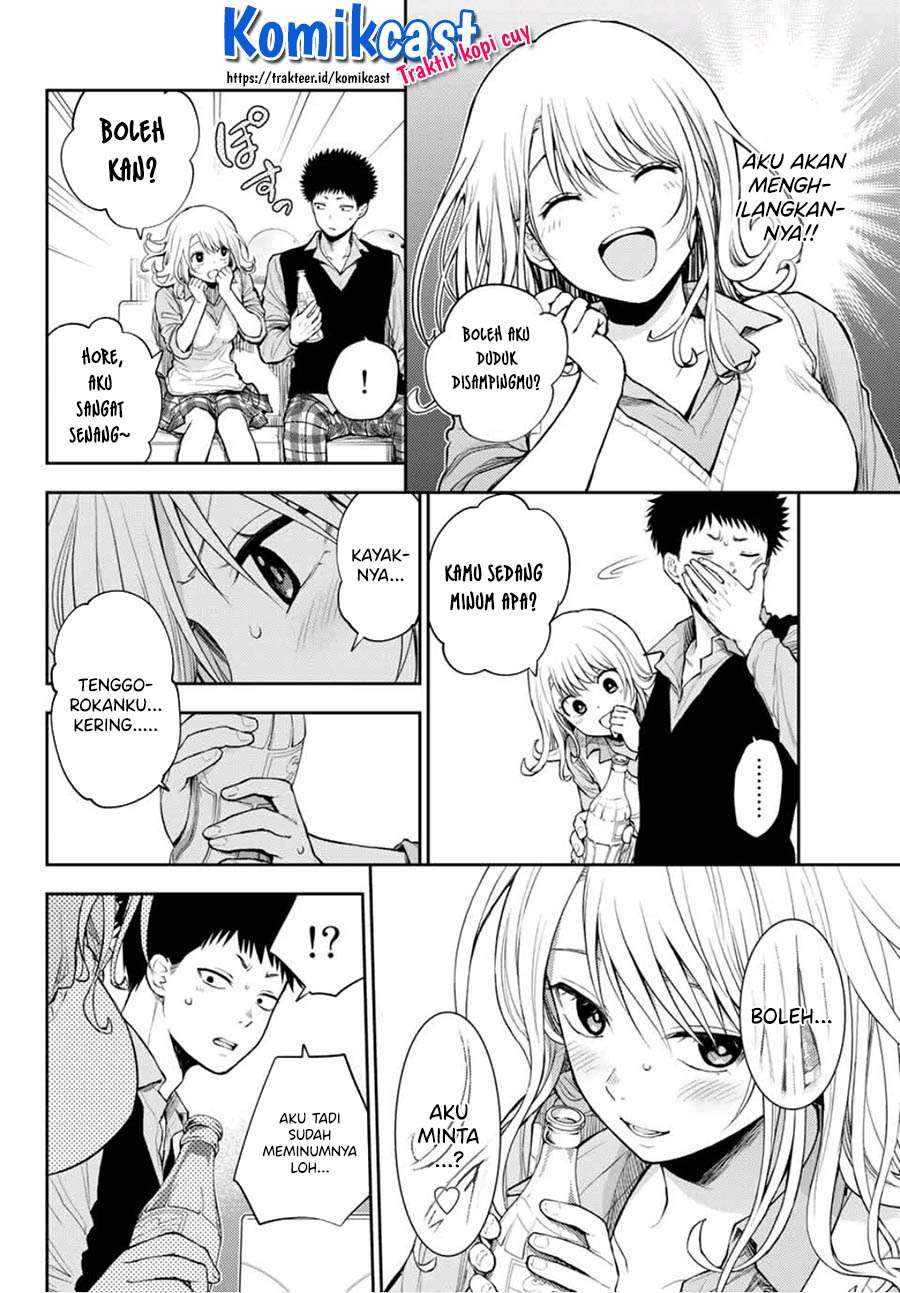 Komikcast
Traktir kopi cuy
https://trakteer.id/komikcast
AKU AKAN
MENGH-
ILANGKAN-
NYA!!
BOLEH AKU
DUDUK
DISAMPINGMU?
BOLEH
KAN?
ぽすっ
!
HORE,
AKU
SANGAT
SENANG~
KAMU SEDANG
MINUM APA?
........
KAYAK-
NYA...
TENGGO-
ROKANKU...
KERING.....
BOLEH...
AKU
MINTA
...?
!?
AKU TADI
SUDAH
MEMINUMNYA
LOH...